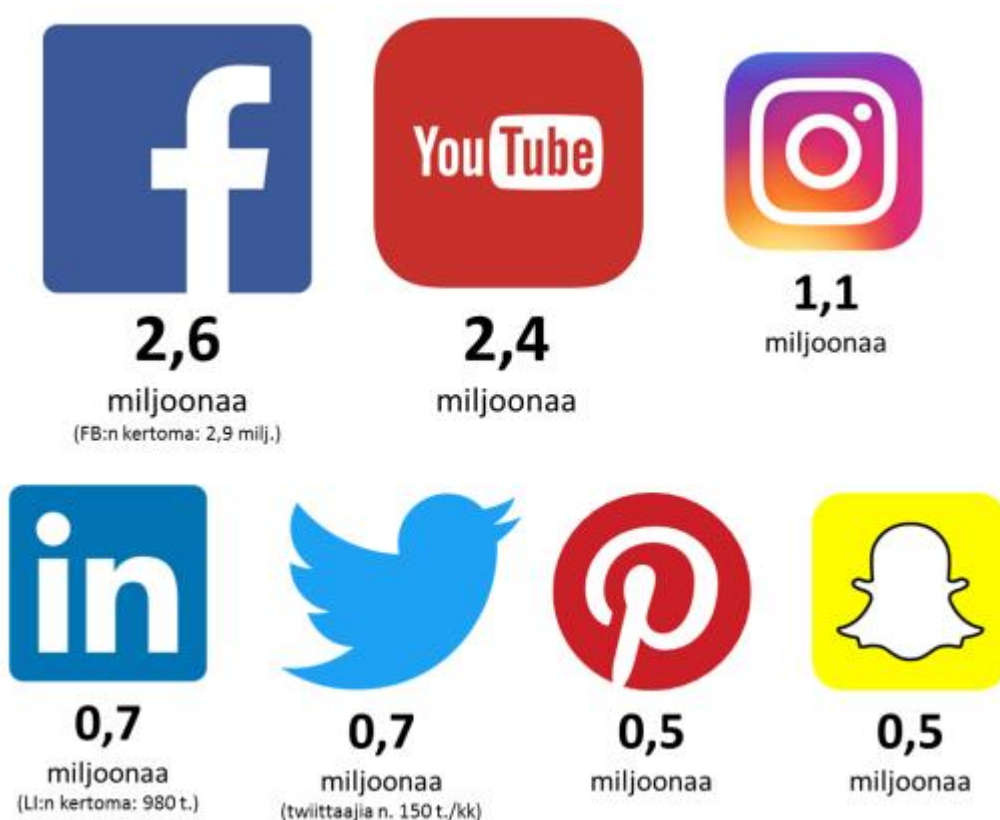 You Tube
2,6
miljoonaa
(FB:n kertoma: 2,9 milj.)
2,4
miljoonaa
1,1
miljoonaa
in
0,7
miljoonaa
(LI:n kertoma: 980 t.)
0,7
miljoonaa
(twiittaajia n. 150 t./kk)
0,5
miljoonaa
0,5
miljoonaa